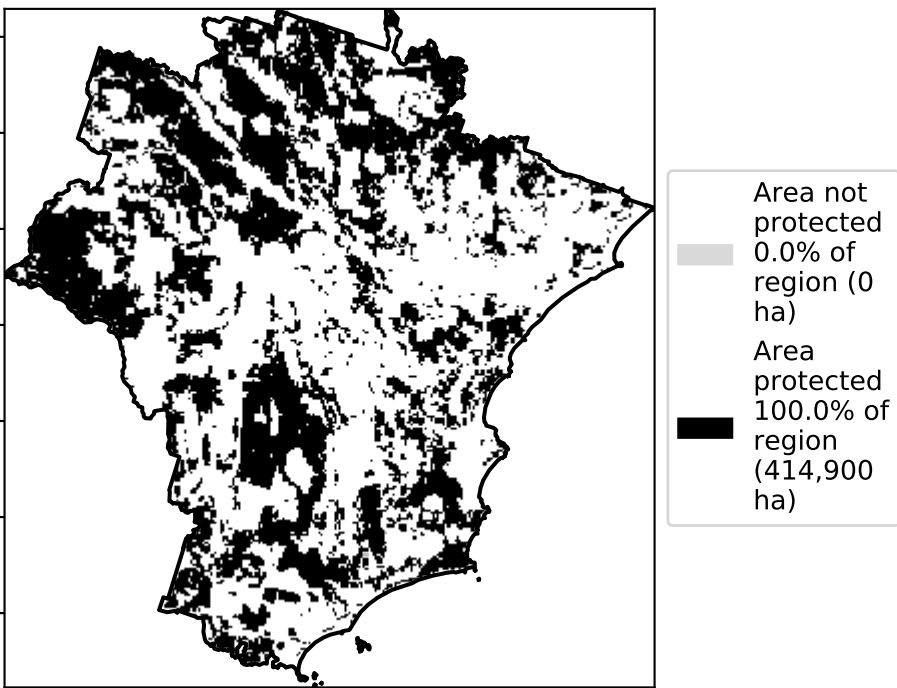 Area not
protected
0.0% of
region (0
ha)
Area
protected
100.0% of
region
(414,900
ha)